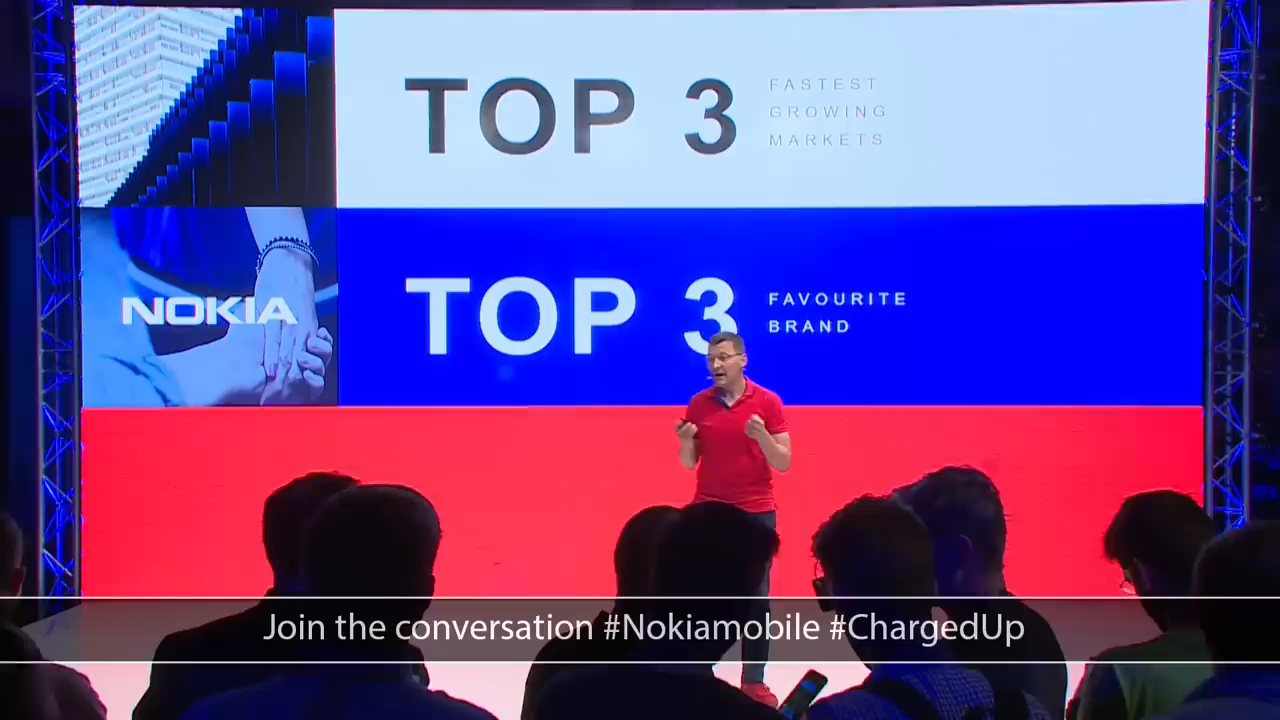 TOP 3
FASTEST
GROWING
MARKETS
NOKIA
TOP 3
FAVOURITE
BRAND
Join the conversation #Nokiamobile #ChargedUp